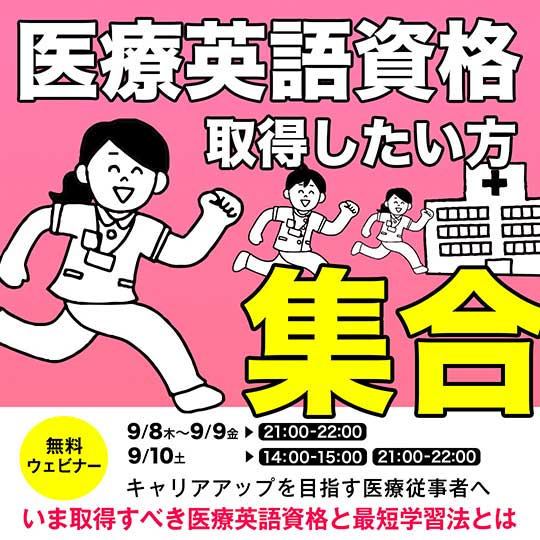 医療英語資格
取得したい方
集合
無料
ウェビナー
9/8木～9/9金 ▶ 21:00-22:00
9/10土 ▶ 14:00-15:00 21:00-22:00
キャリアアップを目指す医療従事者へ
いま取得すべき医療英語資格と最短学習法とは